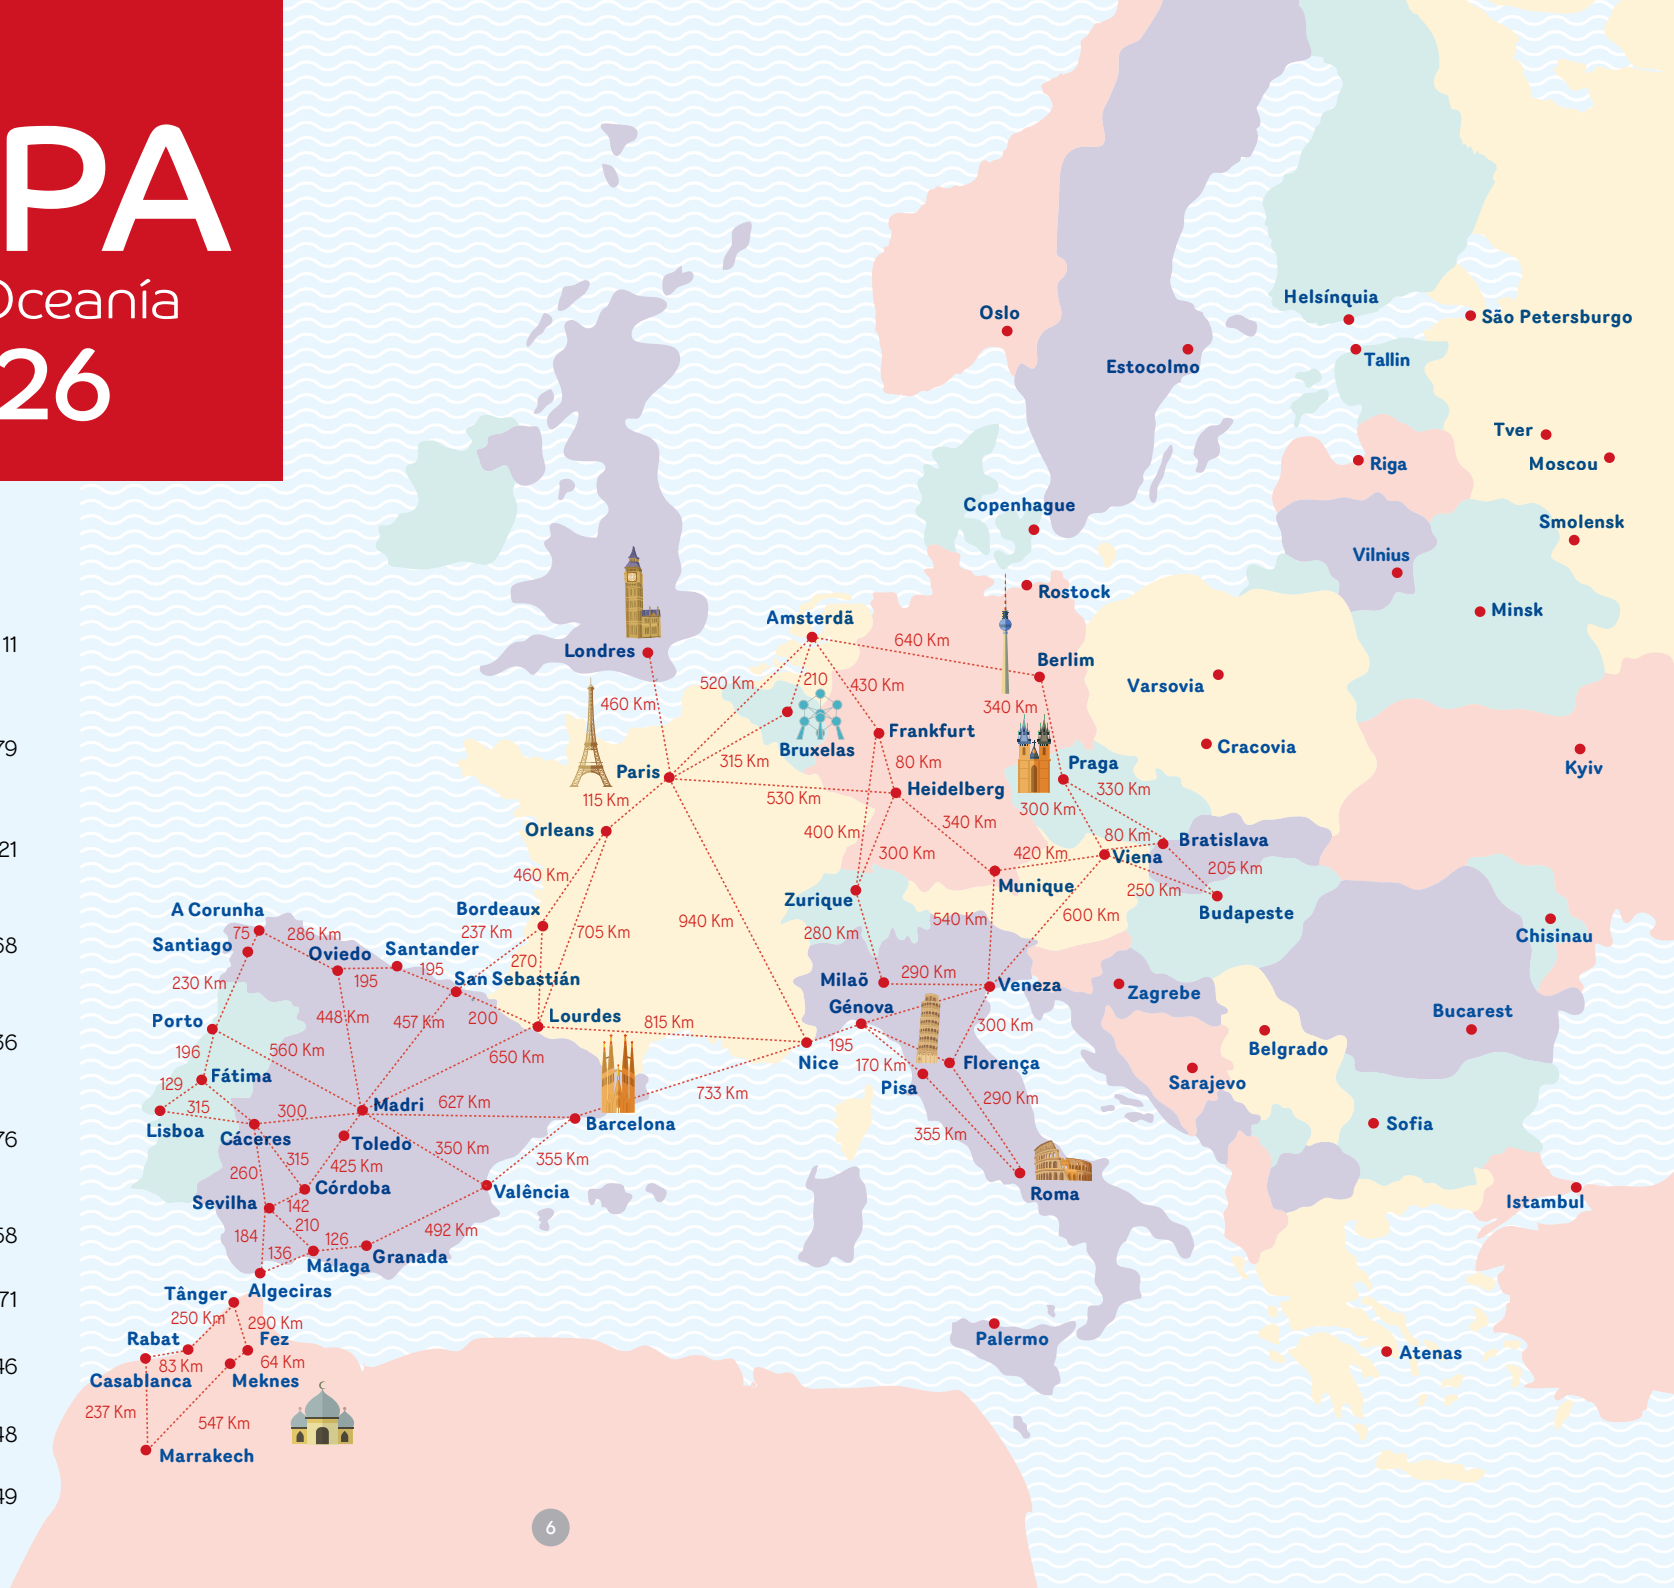 PA
Oceanía
26
11
79
21
68
36
76
58
71
46
48
49
Oslo
Estocolmo
Helsínquia
São Petersburgo
Tallin
Tver
Moscou
Riga
Smolensk
Vilnius
Minsk
Copenhague
Rostock
Amsterdã
640 Km
Londres
Berlim
520 Km
210
430 Km
Varsovia
460 Km
340 Km
Frankfurt
Bruxelas
Cracovia
Kyiv
315 Km
80 Km
Praga
Paris
Heidelberg
330 Km
115 Km
530 Km
300 Km
Orleans
400 Km
340 Km
80 Km
Bratislava
300 Km
420 Km
Viena
205 Km
460 Km
Munique
250 Km
Zurique
Budapeste
A Corunha
Bordeaux
940 Km
540 Km
600 Km
75
286 Km
237 Km
705 Km
280 Km
Chisinau
Santiago
Oviedo
Santander
270
230 Km
195
195
San Sebastián
Milaõ
290 Km
Veneza
Zagrebe
Génova
Bucarest
Porto
448 Km
457 Km
200
Lourdes
815 Km
300 Km
196
560 Km
650 Km
195
Belgrado
Nice
170 Km
Florença
Fátima
129
Pisa
Sarajevo
315
300
Madri
627 Km
733 Km
290 Km
Lisboa
Cáceres
Toledo
Barcelona
355 Km
Sofia
350 Km
260
315
425 Km
355 Km
Córdoba
Valência
Roma
Sevilha
142
Istambul
184
210
126
492 Km
136
Málaga
Granada
Tânger
Algeciras
250 Km
290 Km
Rabat
Fez
Palermo
Atenas
83 Km
64 Km
Casablanca
Meknes
237 Km
547 Km
Marrakech
6